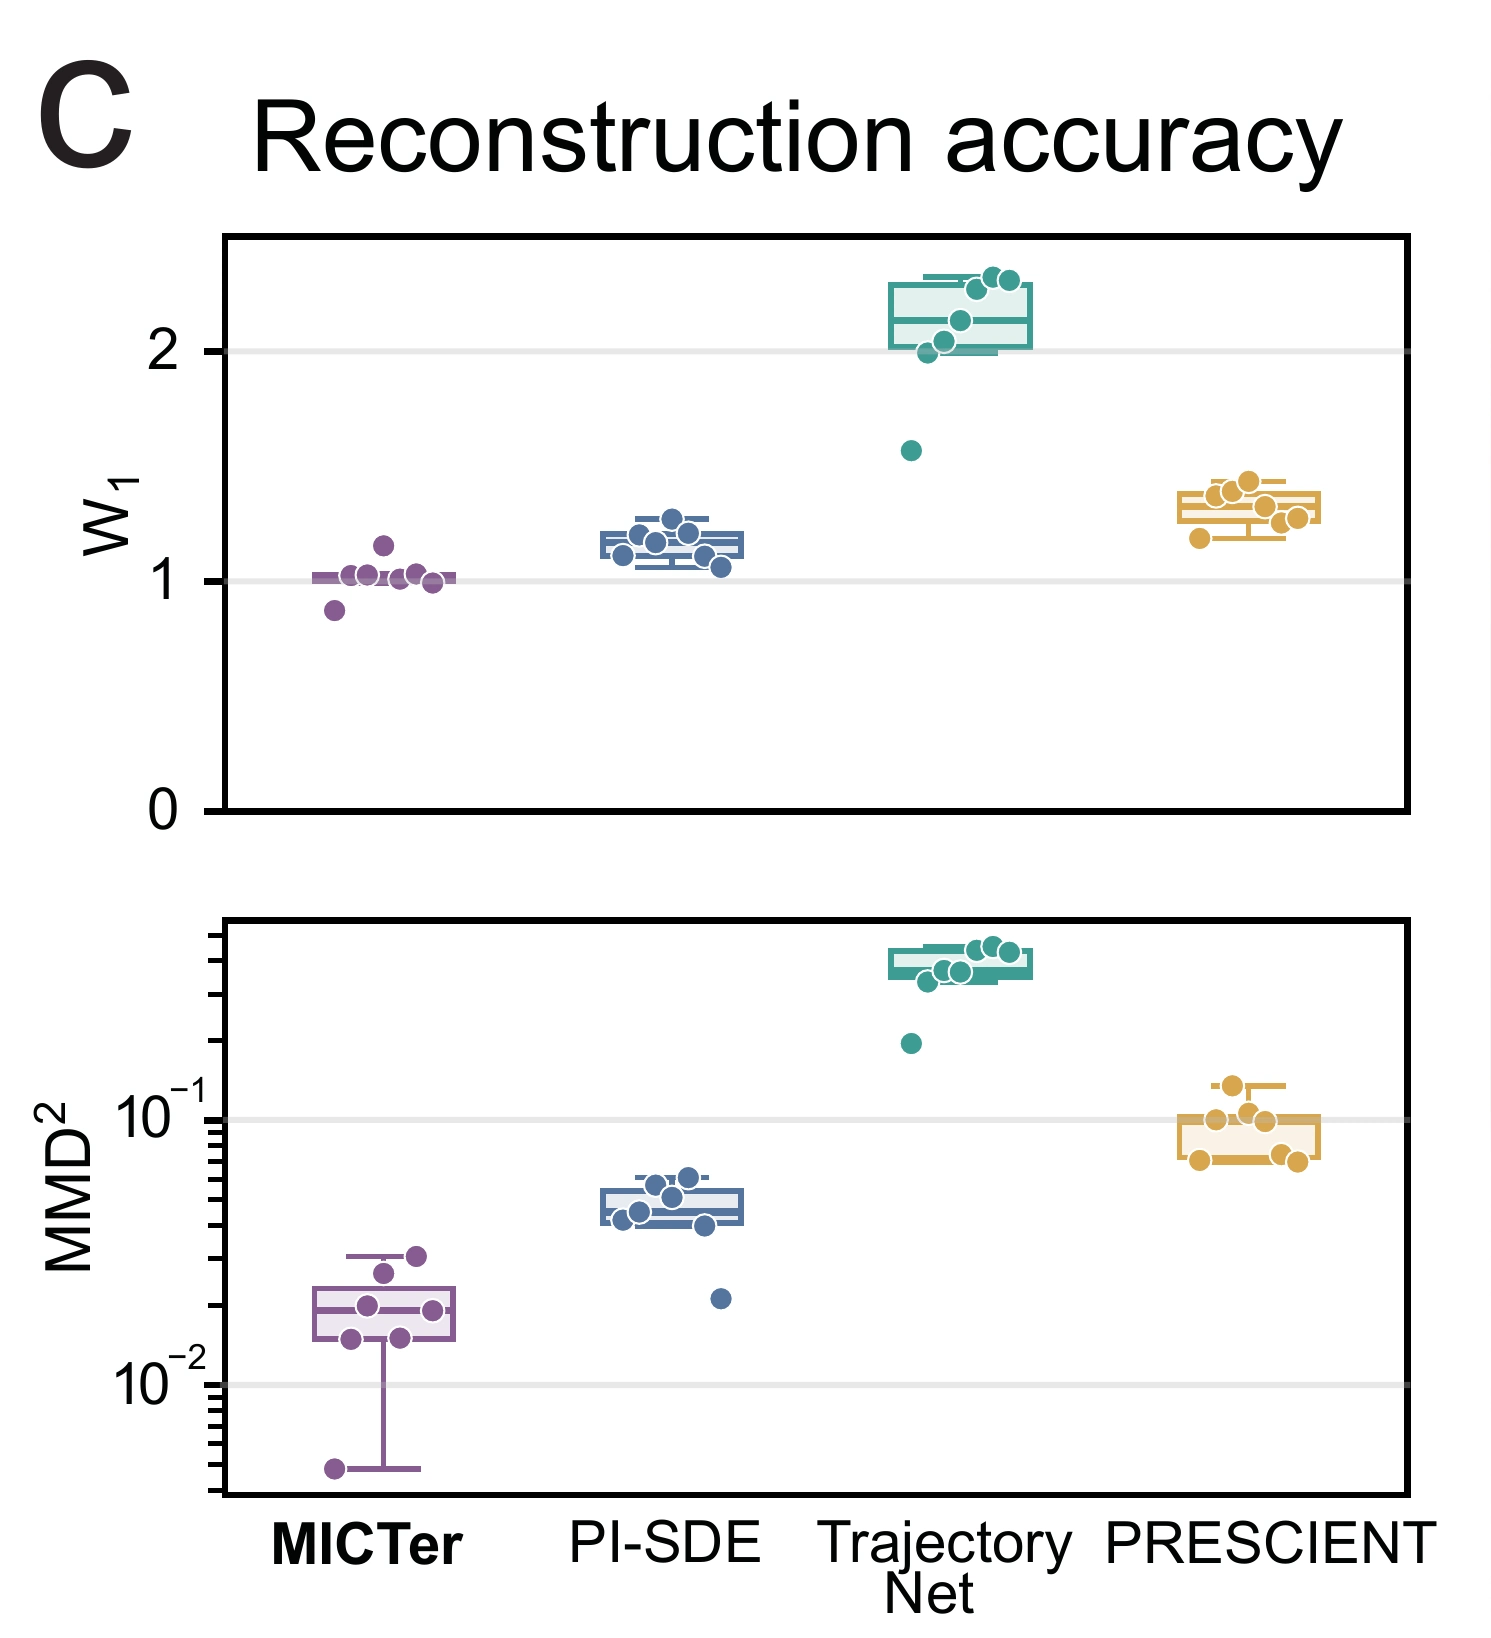 C
Reconstruction accuracy
2
W₁
1
0
MMD²
10⁻¹
10⁻²
MICTer
PI-SDE
Trajectory
Net
PRESCIENT